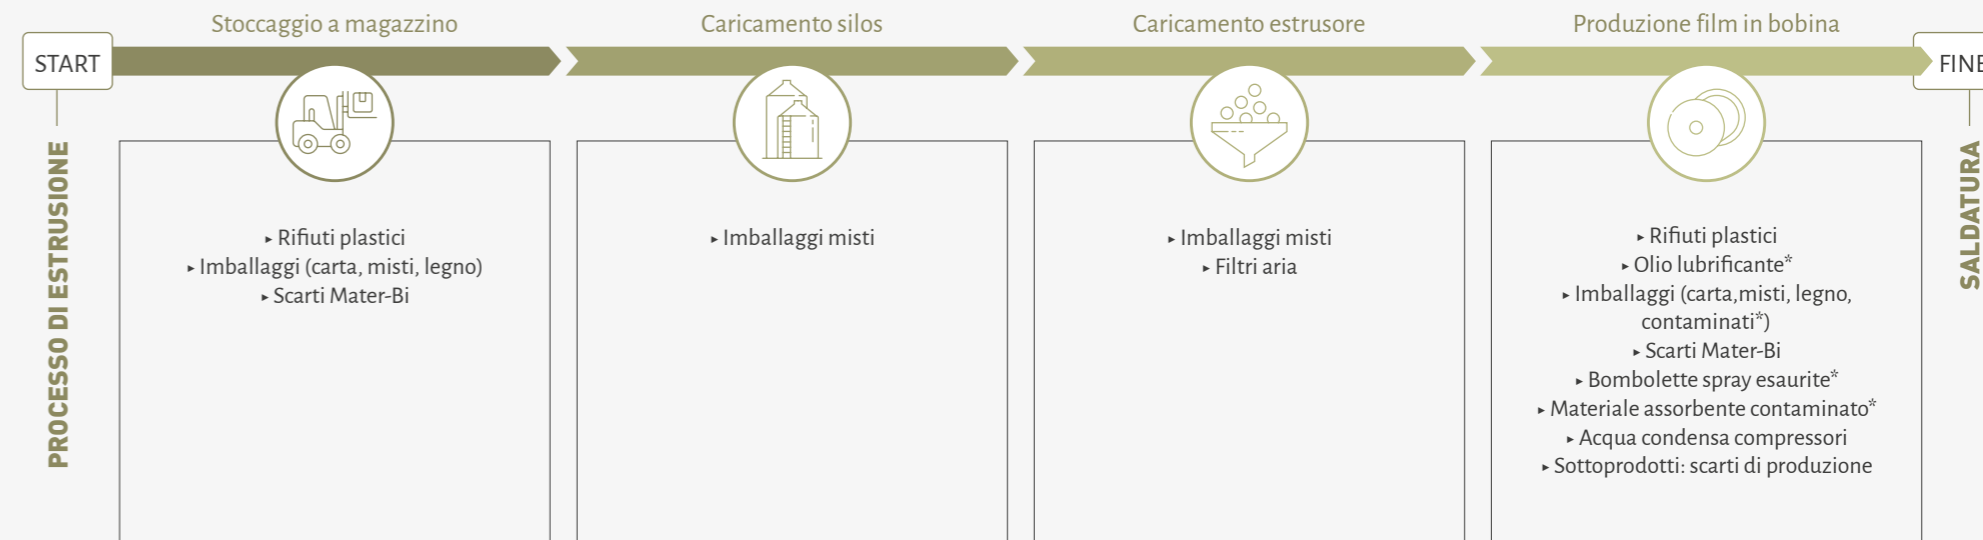 START
PROCESSO DI ESTRUSIONE
Stoccaggio a magazzino
▸ Rifiuti plastici
▸ Imballaggi (carta, misti, legno)
▸ Scarti Mater-Bi
Caricamento silos
▸ Imballaggi misti
Caricamento estrusore
▸ Imballaggi misti
▸ Filtri aria
Produzione film in bobina
▸ Rifiuti plastici
▸ Olio lubrificante*
▸ Imballaggi (carta,misti, legno,
contaminati*)
▸ Scarti Mater-Bi
▸ Bombolette spray esaurite*
▸ Materiale assorbente contaminato*
▸ Acqua condensa compressori
▸ Sottoprodotti: scarti di produzione
FINE
SALDATURA